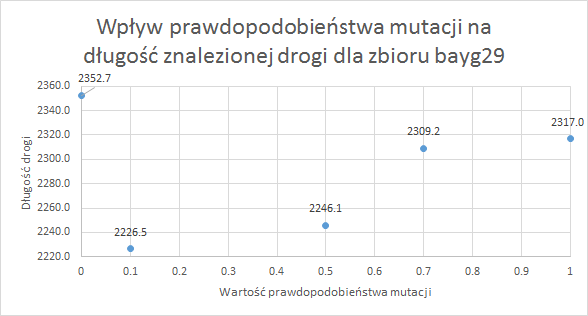 Wpływ prawdopodobieństwa mutacji na
długość znalezionej drogi dla zbioru bayg29
2352.7
2360.0
2340.0
2317.0
2320.0
2309.2
2300.0
2280.0
2260.0
2246.1
2240.0
2226.5
2220.0
Długość drogi
0 0.1 0.2 0.3 0.4 0.5 0.6 0.7 0.8 0.9 1
Wartość prawdopodobieństwa mutacji